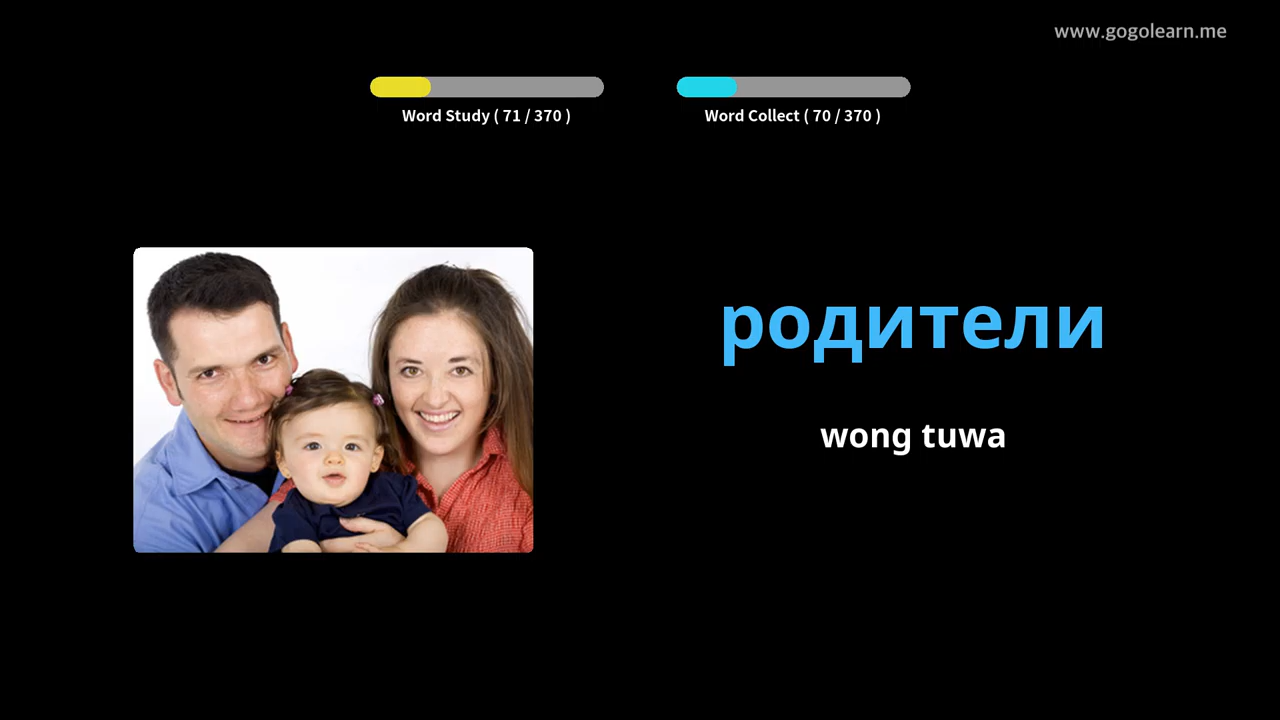 www.gogolearn.me
Word Study ( 71 / 370 )
Word Collect ( 70 / 370 )
родители
wong tuwa